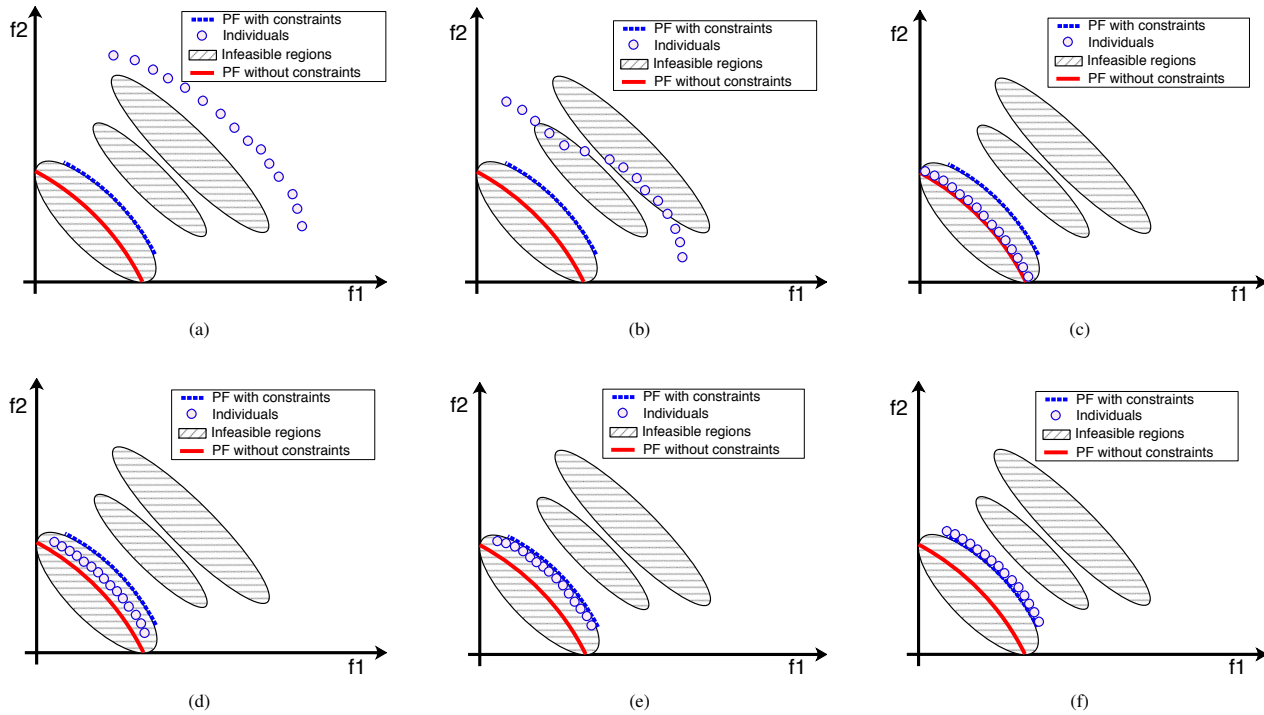 f2
PF with constraints
Individuals
Infeasible regions
PF without constraints
f1
(a)
f2
PF with constraints
Individuals
Infeasible regions
PF without constraints
f1
(b)
f2
PF with constraints
Individuals
Infeasible regions
PF without constraints
f1
(c)
f2
PF with constraints
Individuals
Infeasible regions
PF without constraints
f1
(d)
f2
PF with constraints
Individuals
Infeasible regions
PF without constraints
f1
(e)
f2
PF with constraints
Individuals
Infeasible regions
PF without constraints
f1
(f)